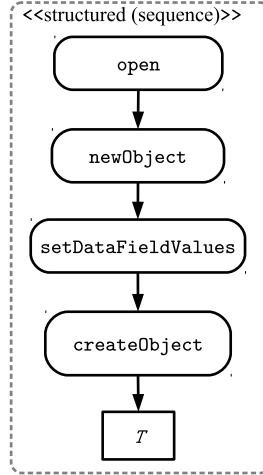 <<structured (sequence)>>
open
newObject
setDataFieldValues
createObject
T